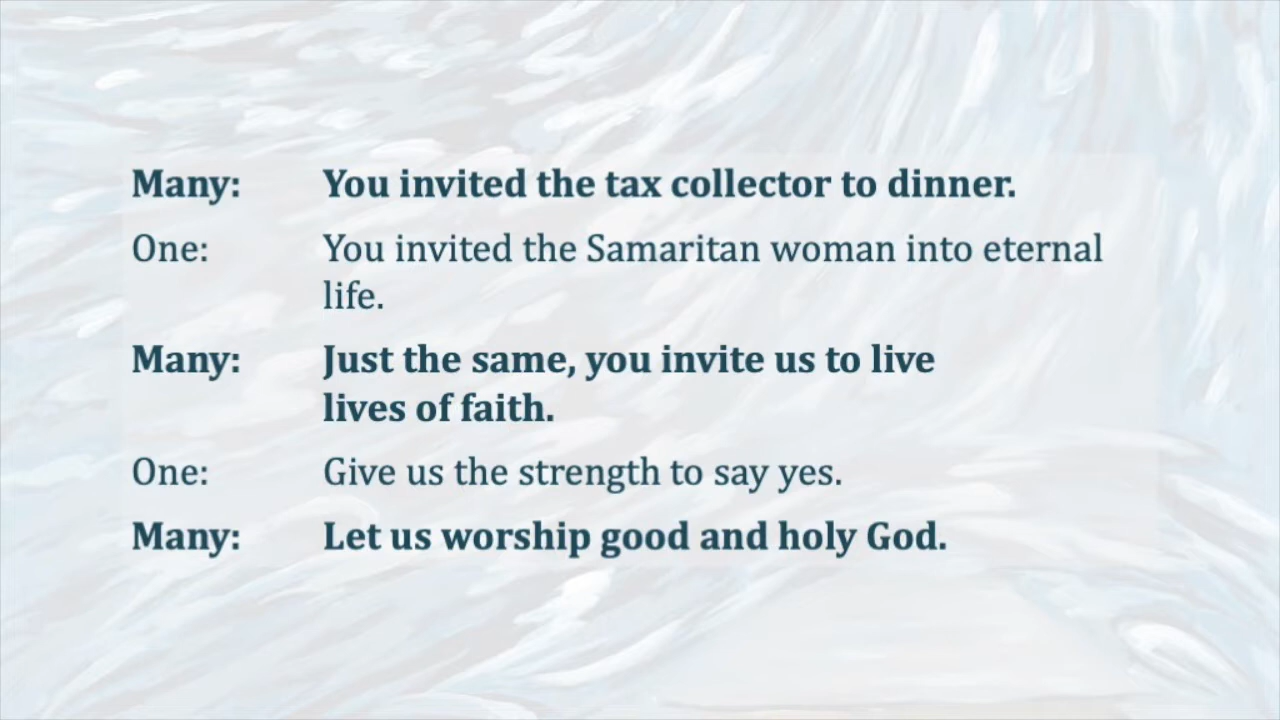 Many: You invited the tax collector to dinner.
One: You invited the Samaritan woman into eternal
life.
Many: Just the same, you invite us to live
lives of faith.
One: Give us the strength to say yes.
Many: Let us worship good and holy God.